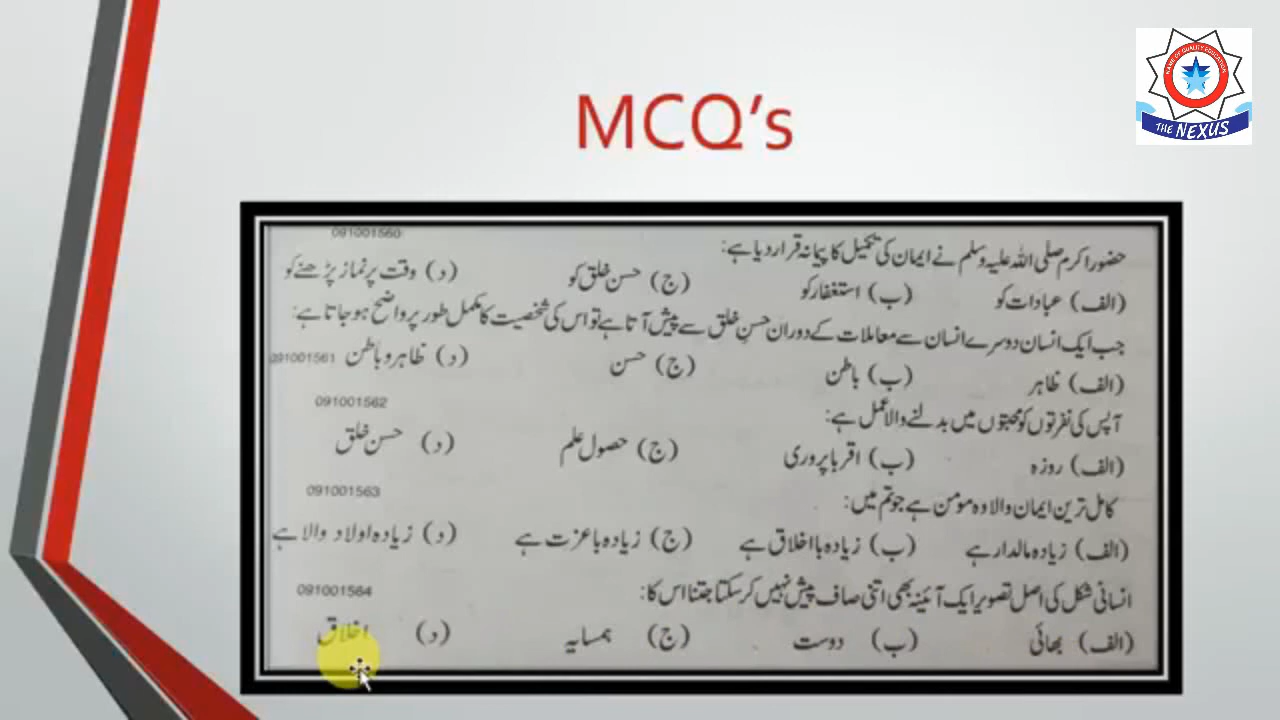 MCQ's
NAME OF QUALITY EDUCATION
THE NEXUS
091001560
حضور اکرم صلی اللہ علیہ وسلم نے ایمان کی تکمیل کا پیمانہ قرار دیا ہے:
(الف) عبادات کو (ب) استغفار کو (ج) حسن خلق کو (د) وقت پر نماز پڑھنے کو
جب ایک انسان دوسرے انسان سے معاملات کے دوران حسنِ خلق سے پیش آتا ہے تو اس کی شخصیت کا مکمل طور پر واضح ہو جاتا ہے:
(الف) ظاہر (ب) باطن (ج) حسن (د) ظاہر و باطن 091001561
آپس کی نفرتوں کو محبتوں میں بدلنے والا عمل ہے: 091001562
(الف) روزہ (ب) اقربا پروری (ج) حصول علم (د) حسن خلق
کامل ترین ایمان والا وہ مومن ہے جو تم میں: 091001563
(الف) زیادہ مالدار ہے (ب) زیادہ بااخلاق ہے (ج) زیادہ باعزت ہے (د) زیادہ اولاد والا ہے
انسانی شکل کی اصل تصویر ایک آئینہ بھی اتنی صاف پیش نہیں کر سکتا جتنا اس کا: 091001564
(الف) بھائی (ب) دوست (ج) ہمسایہ (د) اخلاق